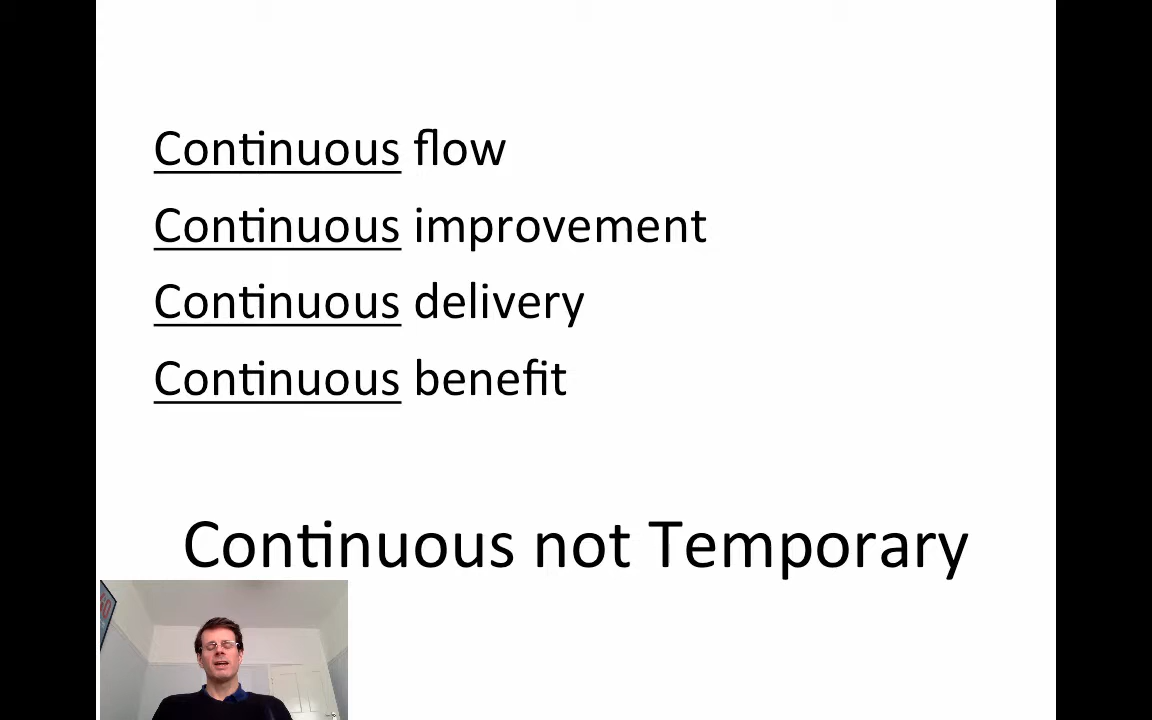 Continuous flow
Continuous improvement
Continuous delivery
Continuous benefit
Continuous not Temporary